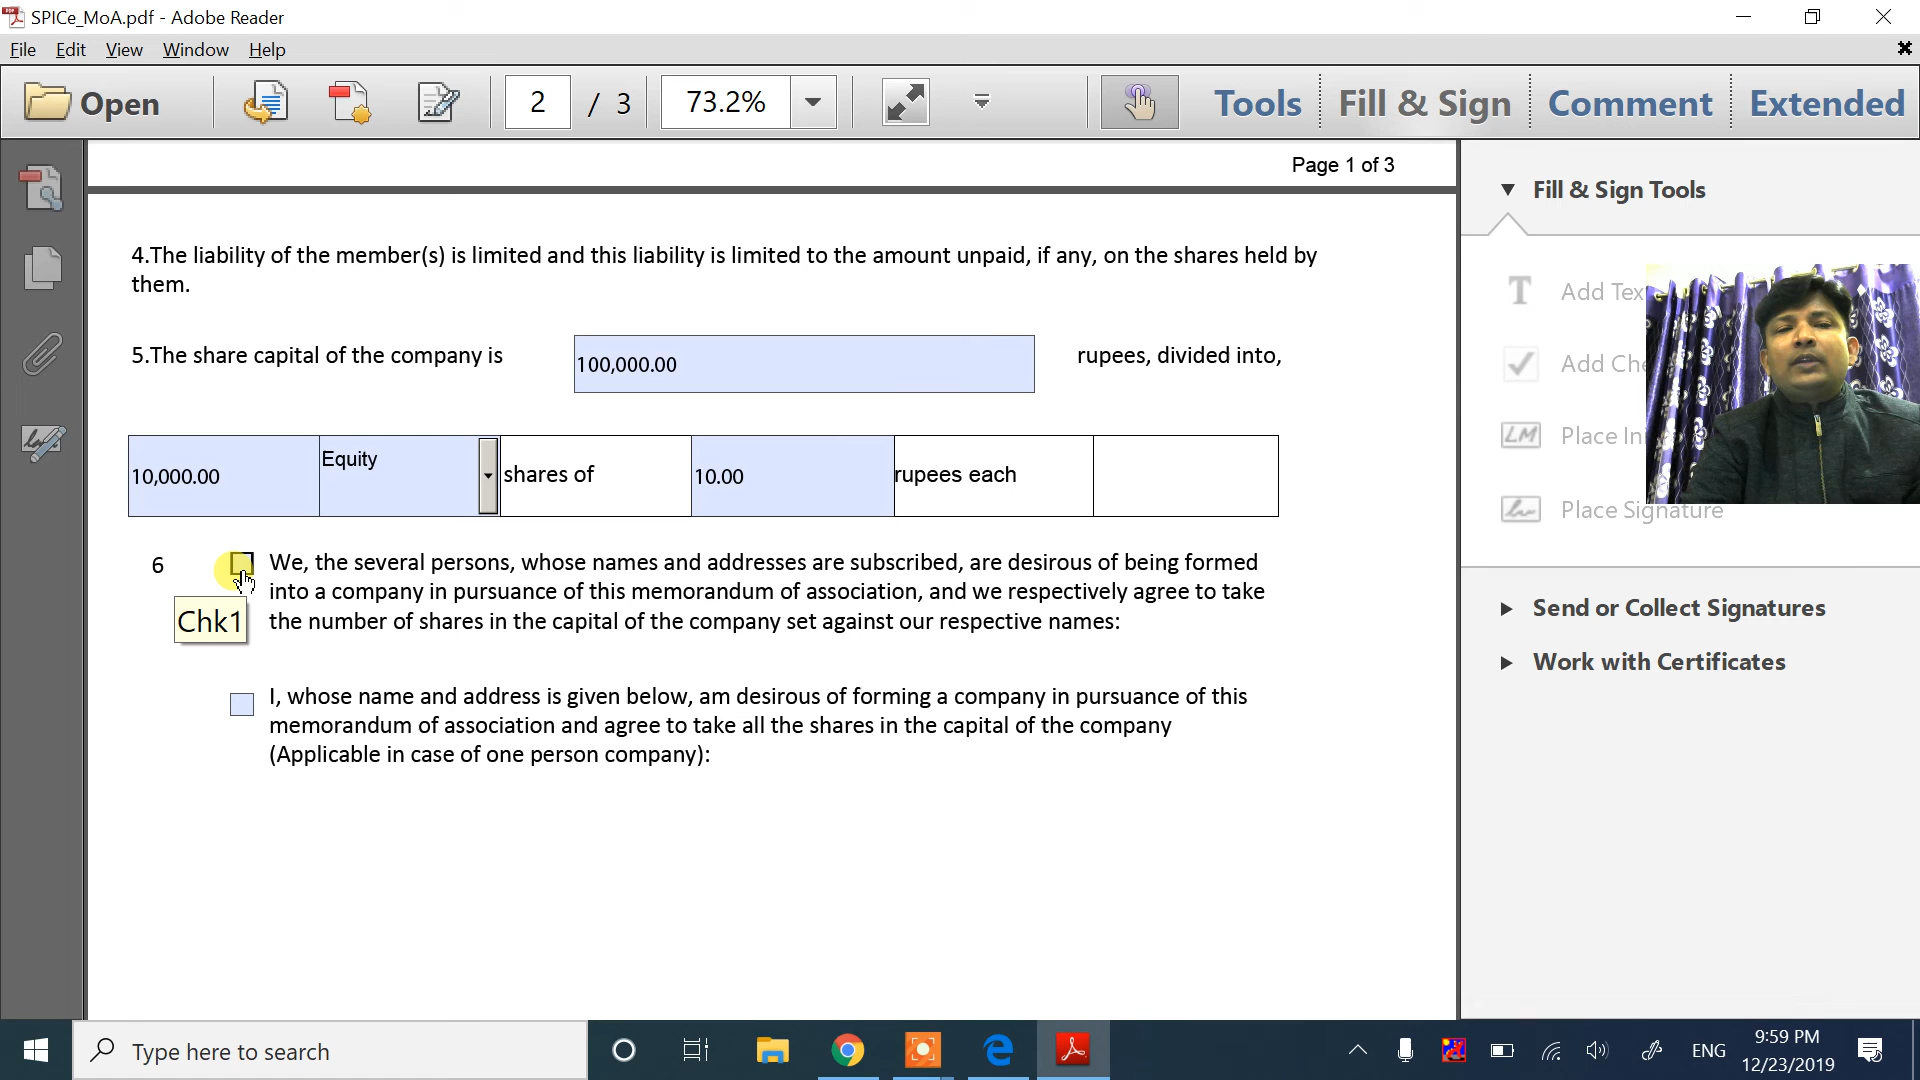 SPICe_MoA.pdf - Adobe Reader
File Edit View Window Help
Open 2 / 3 73.2% Tools Fill & Sign Comment Extended
Page 1 of 3
4.The liability of the member(s) is limited and this liability is limited to the amount unpaid, if any, on the shares held by
them.
5.The share capital of the company is 100,000.00 rupees, divided into,
10,000.00 Equity shares of 10.00 rupees each
6 We, the several persons, whose names and addresses are subscribed, are desirous of being formed
into a company in pursuance of this memorandum of association, and we respectively agree to take
the number of shares in the capital of the company set against our respective names:
Chk1
I, whose name and address is given below, am desirous of forming a company in pursuance of this
memorandum of association and agree to take all the shares in the capital of the company
(Applicable in case of one person company):
Fill & Sign Tools
T Add Tex
Add Che
LM Place In
Place Signature
Send or Collect Signatures
Work with Certificates
Type here to search
ENG
9:59 PM
12/23/2019